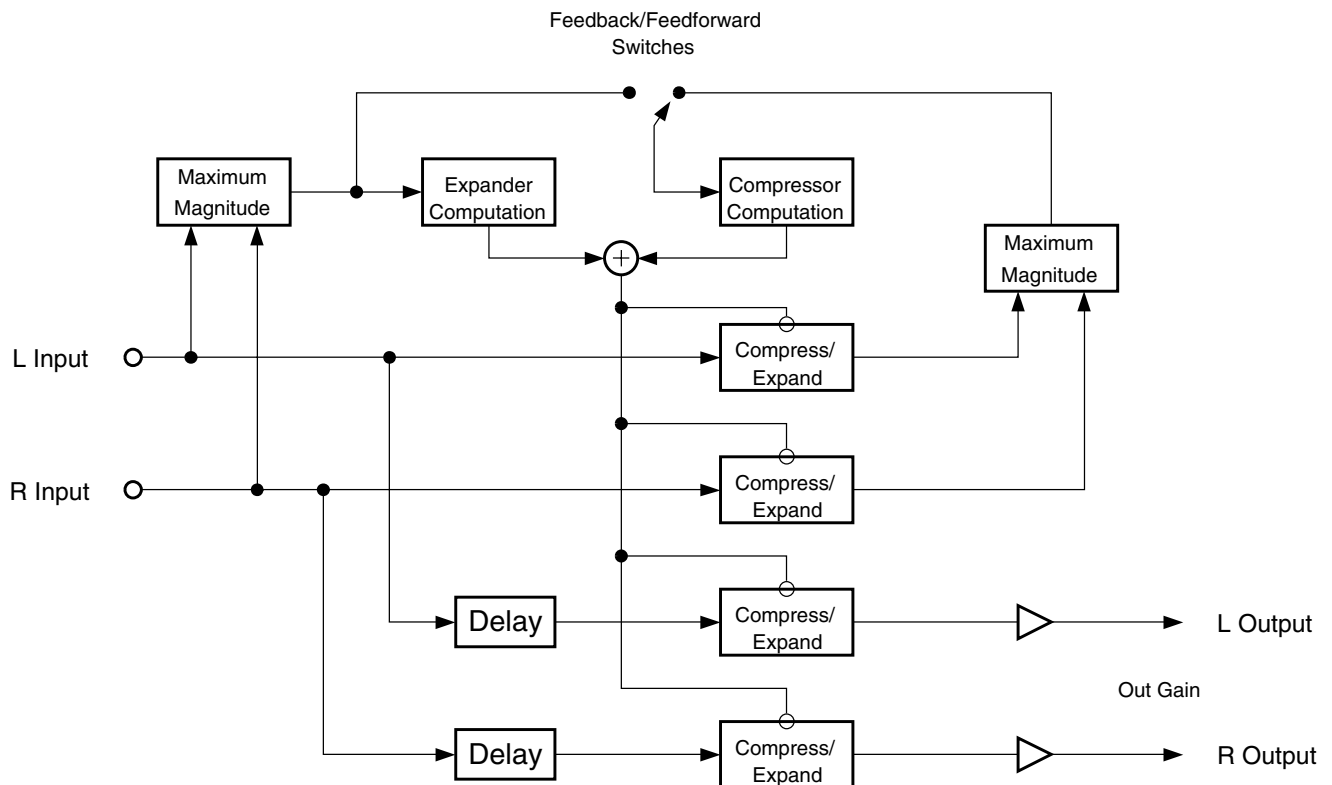 Feedback/Feedforward
Switches
Maximum
Magnitude
Expander
Computation
Compressor
Computation
Maximum
Magnitude
+
L Input
Compress/
Expand
R Input
Compress/
Expand
Delay
Compress/
Expand
L Output
Out Gain
Delay
Compress/
Expand
R Output